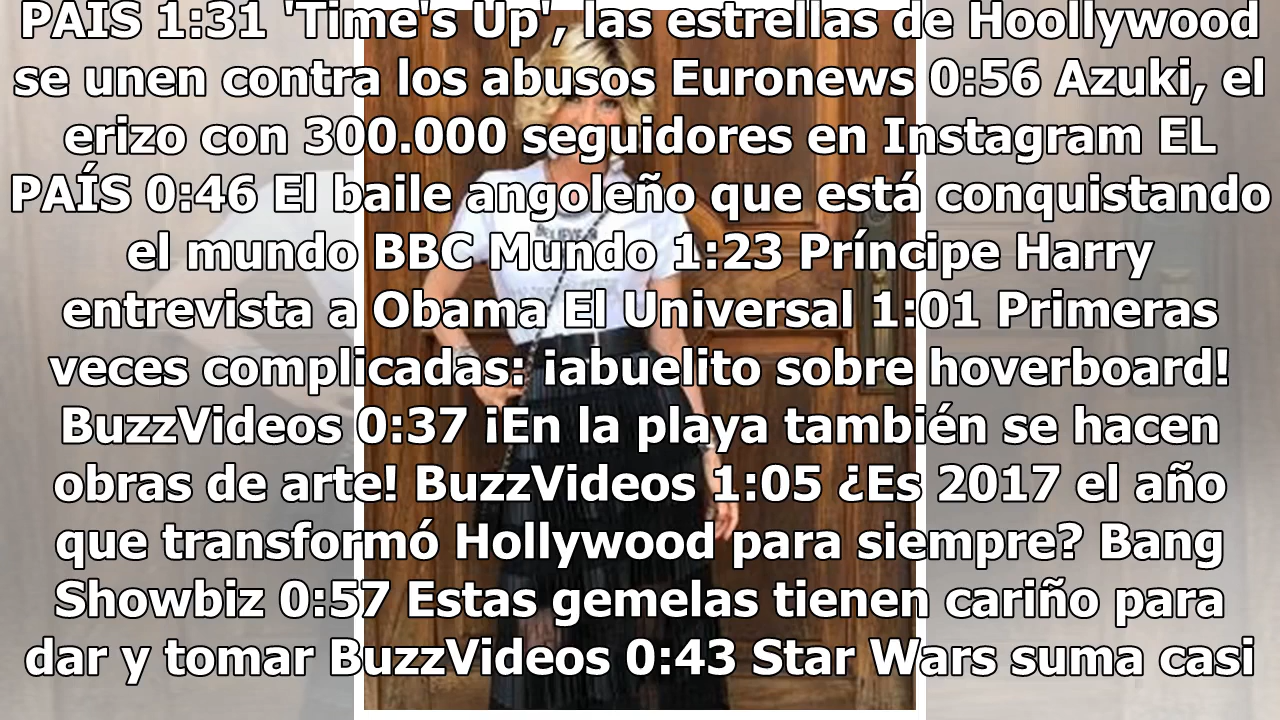 PAÍS 1:31 'Time's Up', las estrellas de Hoollywood
se unen contra los abusos Euronews 0:56 Azuki, el
erizo con 300.000 seguidores en Instagram EL
PAÍS 0:46 El baile angoleño que está conquistando
el mundo BBC Mundo 1:23 Príncipe Harry
entrevista a Obama El Universal 1:01 Primeras
veces complicadas: ¡abuelito sobre hoverboard!
BuzzVideos 0:37 ¡En la playa también se hacen
obras de arte! BuzzVideos 1:05 ¿Es 2017 el año
que transformó Hollywood para siempre? Bang
Showbiz 0:57 Estas gemelas tienen cariño para
dar y tomar BuzzVideos 0:43 Star Wars suma casi